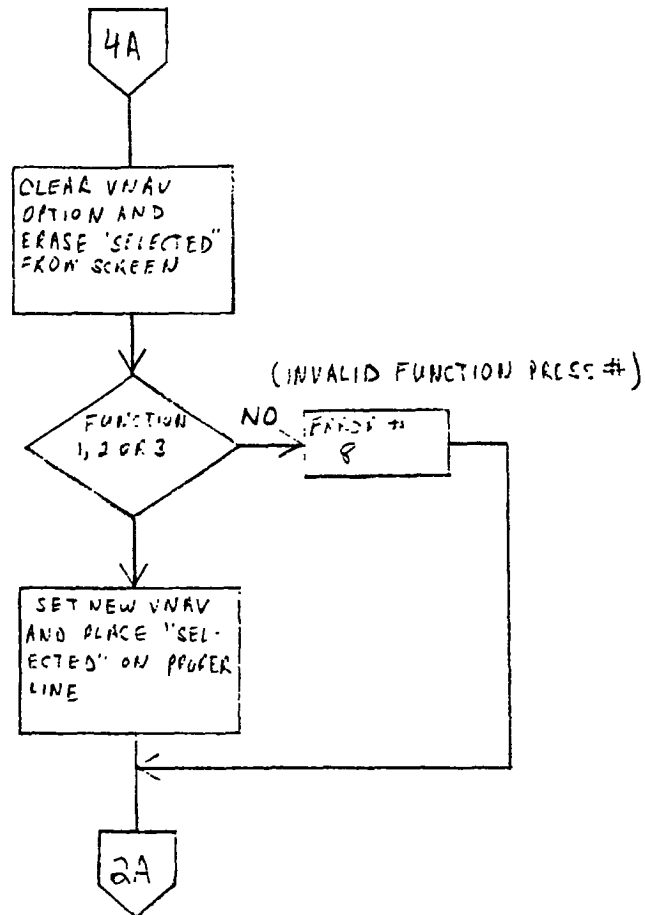 4A
CLEAR VNAV
OPTION AND
ERASE "SELECTED"
FROM SCREEN
(INVALID FUNCTION PRESS #)
FUNCTION
1, 2 OR 3
NO
ERROR #
8
SET NEW VNAV
AND PLACE "SEL-
ECTED" ON PROPER
LINE
2A